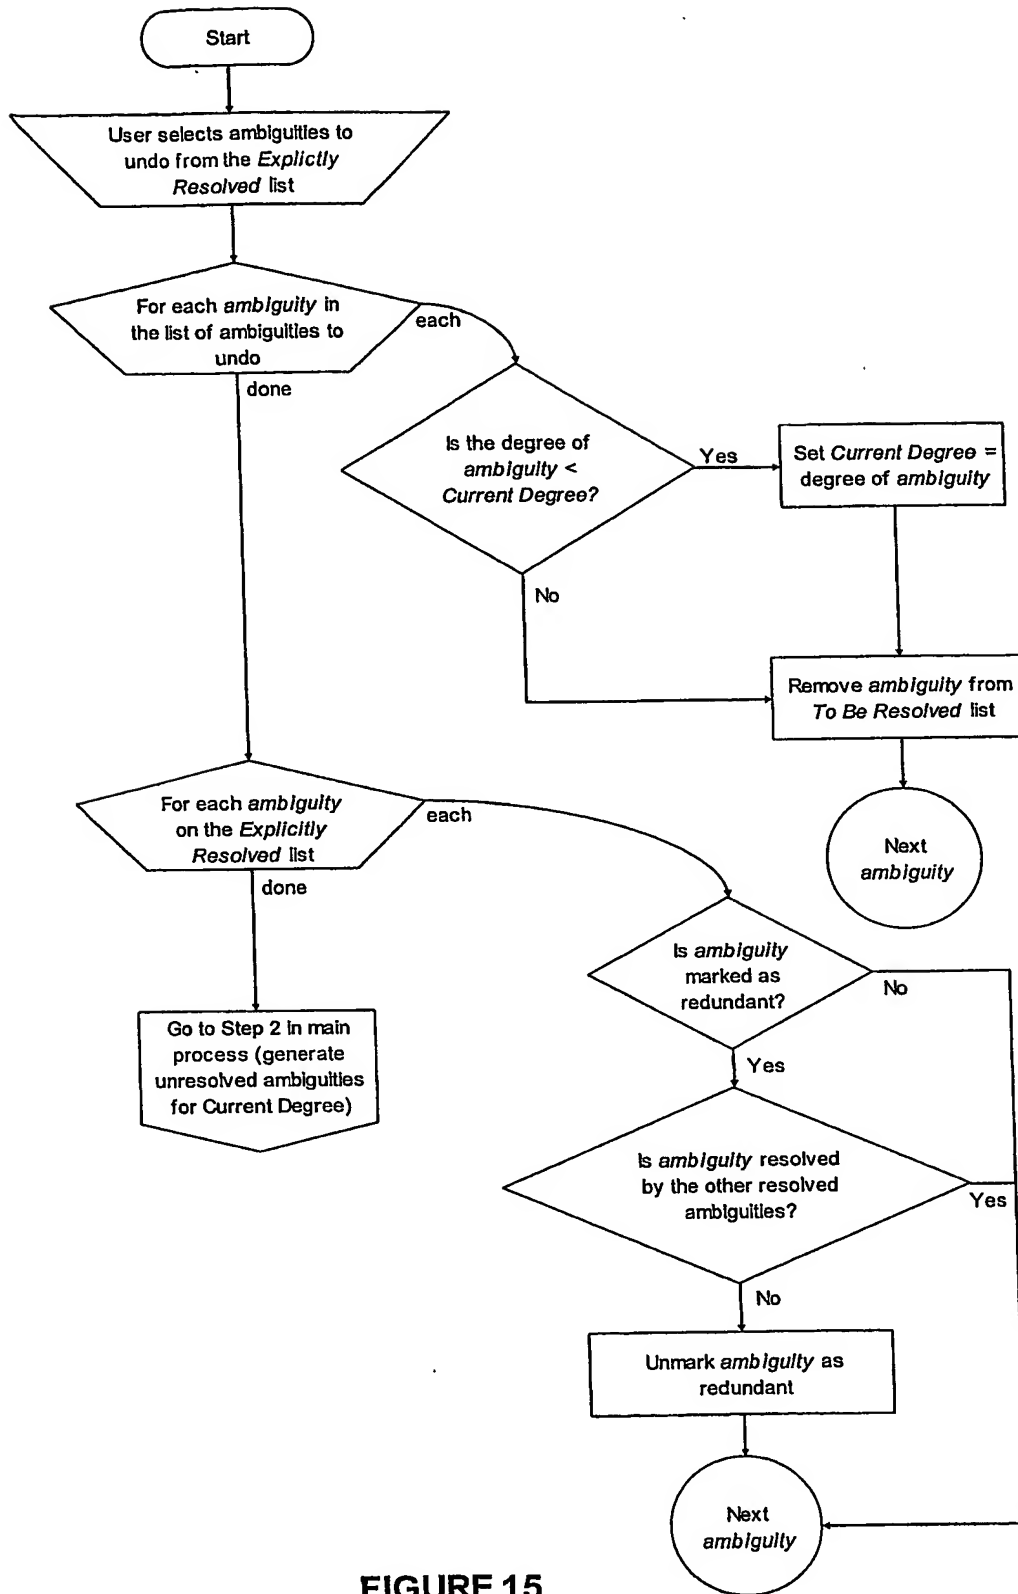 Start
User selects ambiguities to
undo from the Explictly
Resolved list
For each ambiguity in
the list of ambiguities to
undo
each
done
Is the degree of
ambiguity <
Current Degree?
Yes
Set Current Degree =
degree of ambiguity
No
Remove ambiguity from
To Be Resolved list
Next
ambiguity
For each ambiguity
on the Explicitly
Resolved list
each
done
Go to Step 2 in main
process (generate
unresolved ambiguities
for Current Degree)
Is ambiguity
marked as
redundant?
No
Yes
Is ambiguity resolved
by the other resolved
ambiguities?
Yes
No
Unmark ambiguity as
redundant
Next
ambiguity
FIGURE 15